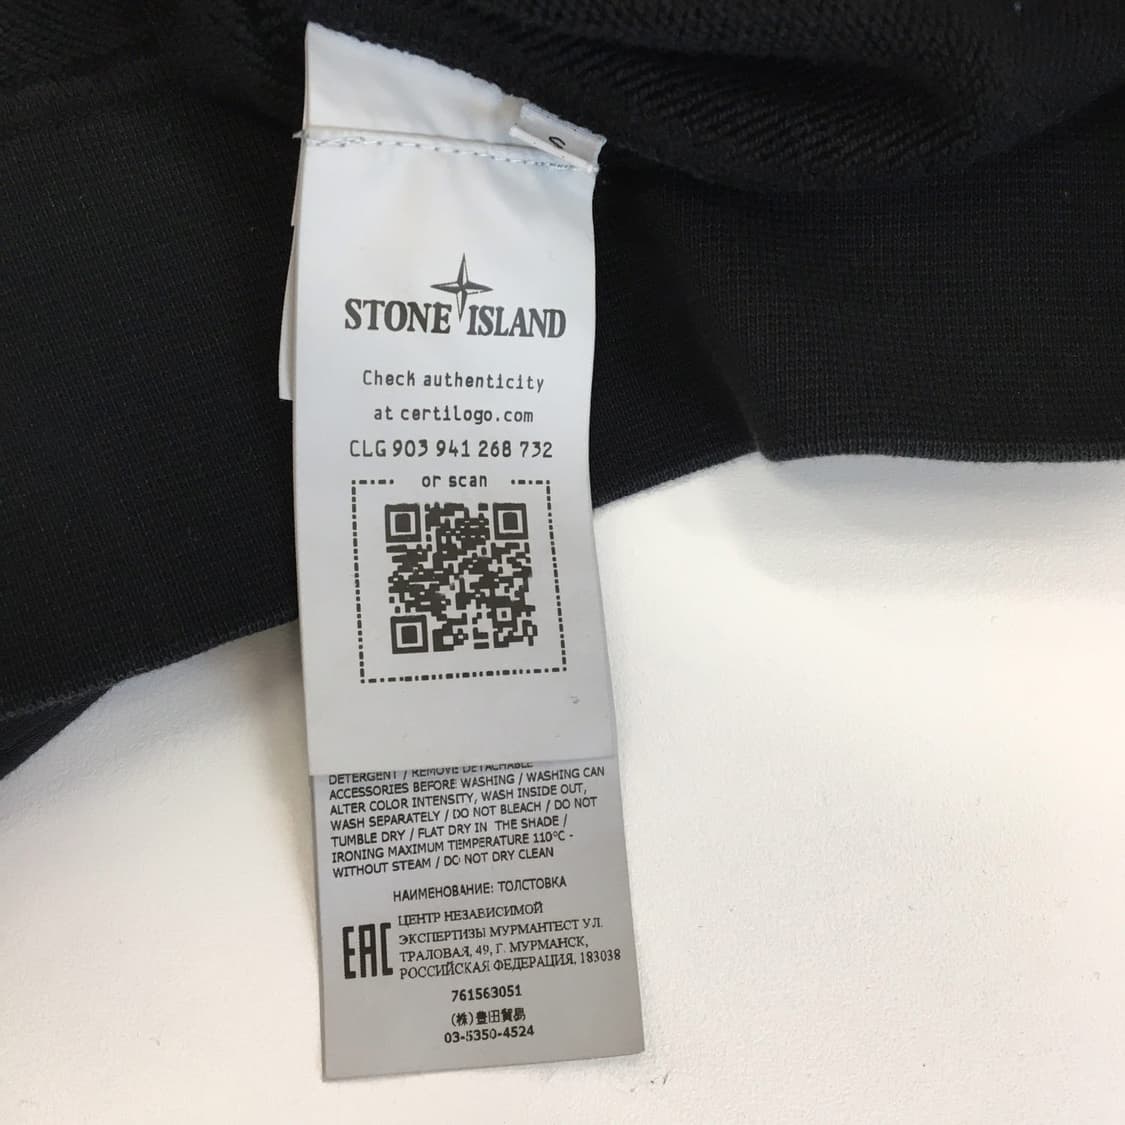 C
STONE ISLAND
Check authenticity
at certilogo.com
CLG 903 941 268 732
or scan
DETERGENT / REMOVE DETACHABLE
ACCESSORIES BEFORE WASHING / WASHING CAN
ALTER COLOR INTENSITY, WASH INSIDE OUT,
WASH SEPARATELY / DO NOT BLEACH / DO NOT
TUMBLE DRY / FLAT DRY IN THE SHADE /
IRONING MAXIMUM TEMPERATURE 110°C -
WITHOUT STEAM / DO NOT DRY CLEAN
НАИМЕНОВАНИЕ: ТОЛСТОВКА
EAC
ЦЕНТР НЕЗАВИСИМОЙ
ЭКСПЕРТИЗЫ МУРМАНТЕСТ УЛ.
ТРАЛОВАЯ, 49, Г. МУРМАНСК,
РОССИЙСКАЯ ФЕДЕРАЦИЯ, 183038
761563051
(株)豊田貿易
03-5350-4524